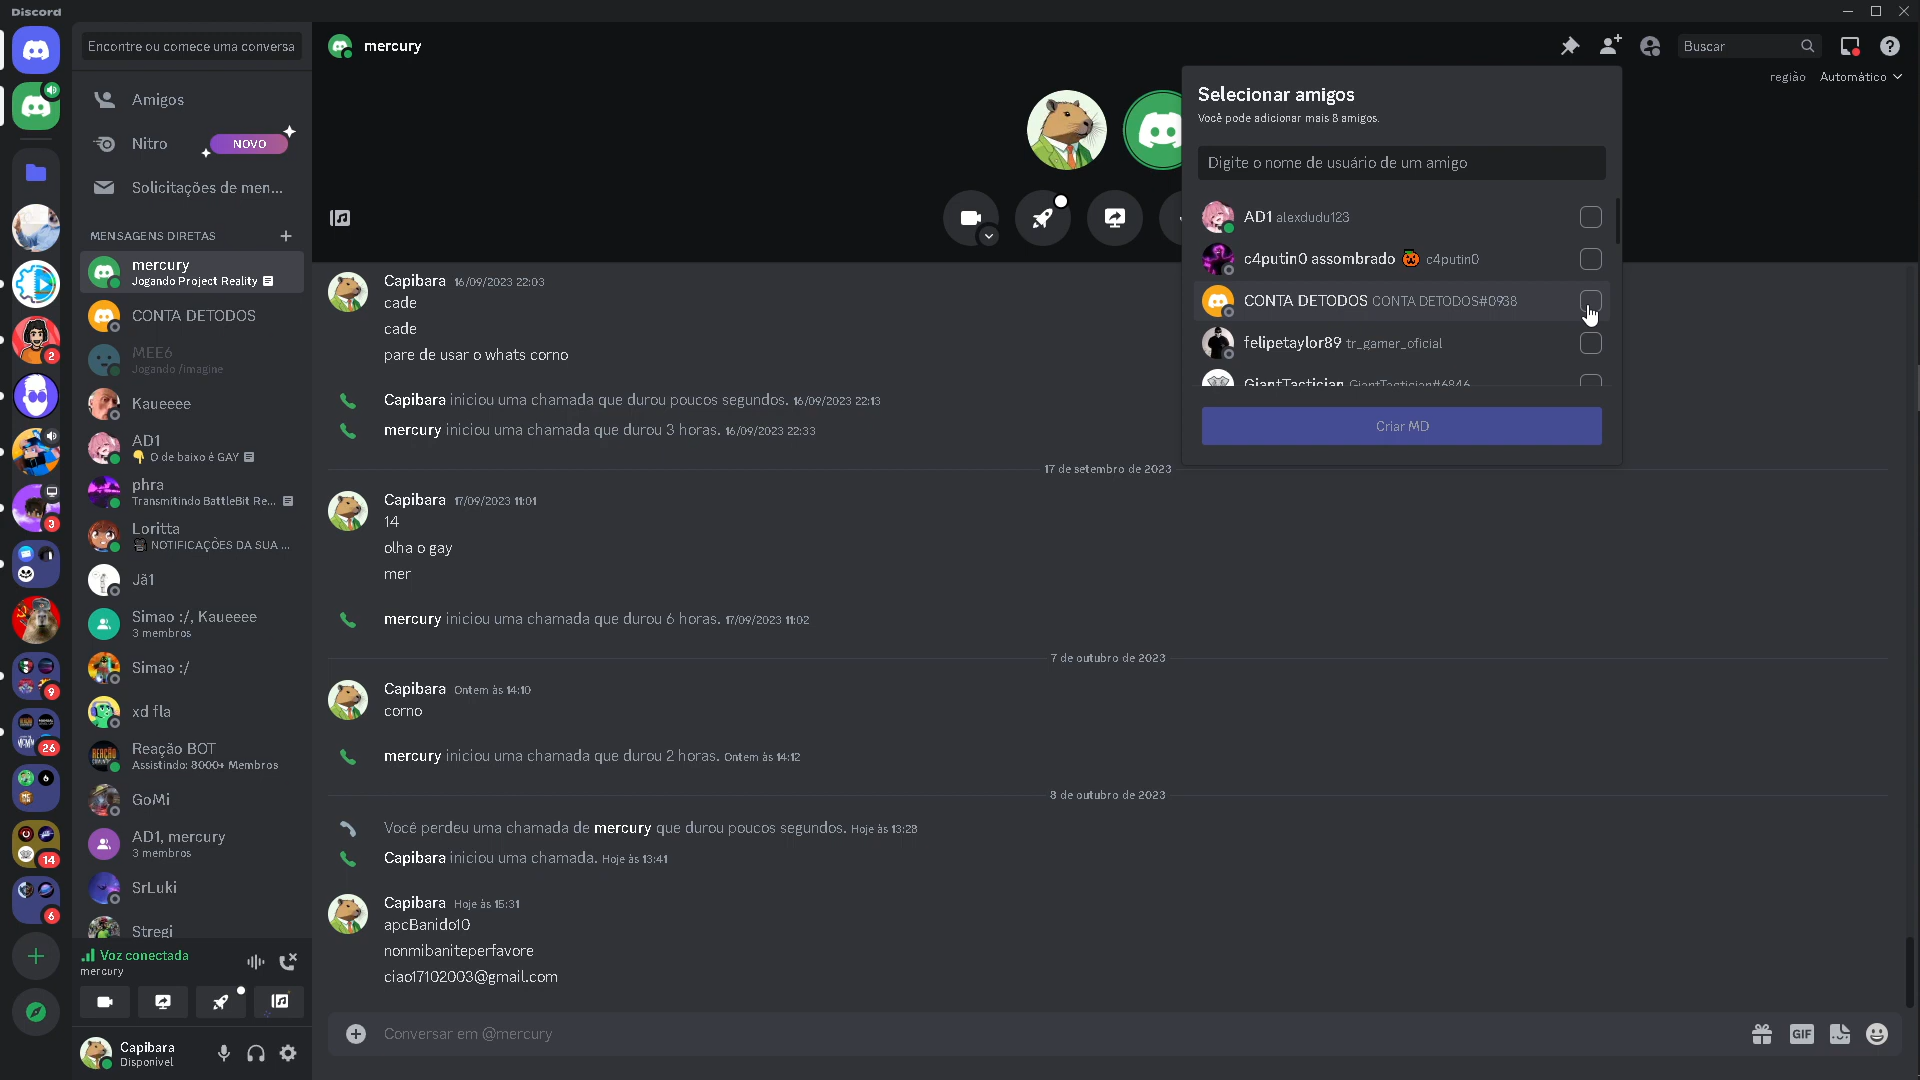 Discord
Encontre ou comece uma conversa
Amigos
Nitro
NOVO
Solicitações de men...
MENSAGENS DIRETAS
mercury
Jogando Project Reality
CONTA DETODOS
MEE6
Jogando /imagine
Kaueeee
AD1
O de baixo é GAY
phra
Transmitindo BattleBit Re...
Loritta
NOTIFICAÇÕES DA SUA ...
Jã1
Simao :/, Kaueeee
3 membros
Simao :/
xd fla
Reação BOT
Assistindo: 8000+ Membros
GoMi
AD1, mercury
3 membros
SrLuki
Stregi
Voz conectada
mercury
Capibara
Disponível
2
3
9
26
14
6
mercury
Buscar
região Automático
Selecionar amigos
Você pode adicionar mais 8 amigos.
Digite o nome de usuário de um amigo
AD1 alexdudu123
c4putin0 assombrado 🎃 c4putin0
CONTA DETODOS CONTA DETODOS#0938
felipetaylor89 tr_gamer_oficial
GiantTactician GiantTactician#6846
Criar MD
Capibara 16/09/2023 22:03
cade
cade
pare de usar o whats corno
Capibara iniciou uma chamada que durou poucos segundos. 16/09/2023 22:13
mercury iniciou uma chamada que durou 3 horas. 16/09/2023 22:33
17 de setembro de 2023
Capibara 17/09/2023 11:01
14
olha o gay
mer
mercury iniciou uma chamada que durou 6 horas. 17/09/2023 11:02
7 de outubro de 2023
Capibara Ontem às 14:10
corno
mercury iniciou uma chamada que durou 2 horas. Ontem às 14:12
8 de outubro de 2023
Você perdeu uma chamada de mercury que durou poucos segundos. Hoje às 13:28
Capibara iniciou uma chamada. Hoje às 13:41
Capibara Hoje às 15:31
apcBanido10
nonmibaniteperfavore
ciao17102003@gmail.com
Conversar em @mercury
GIF